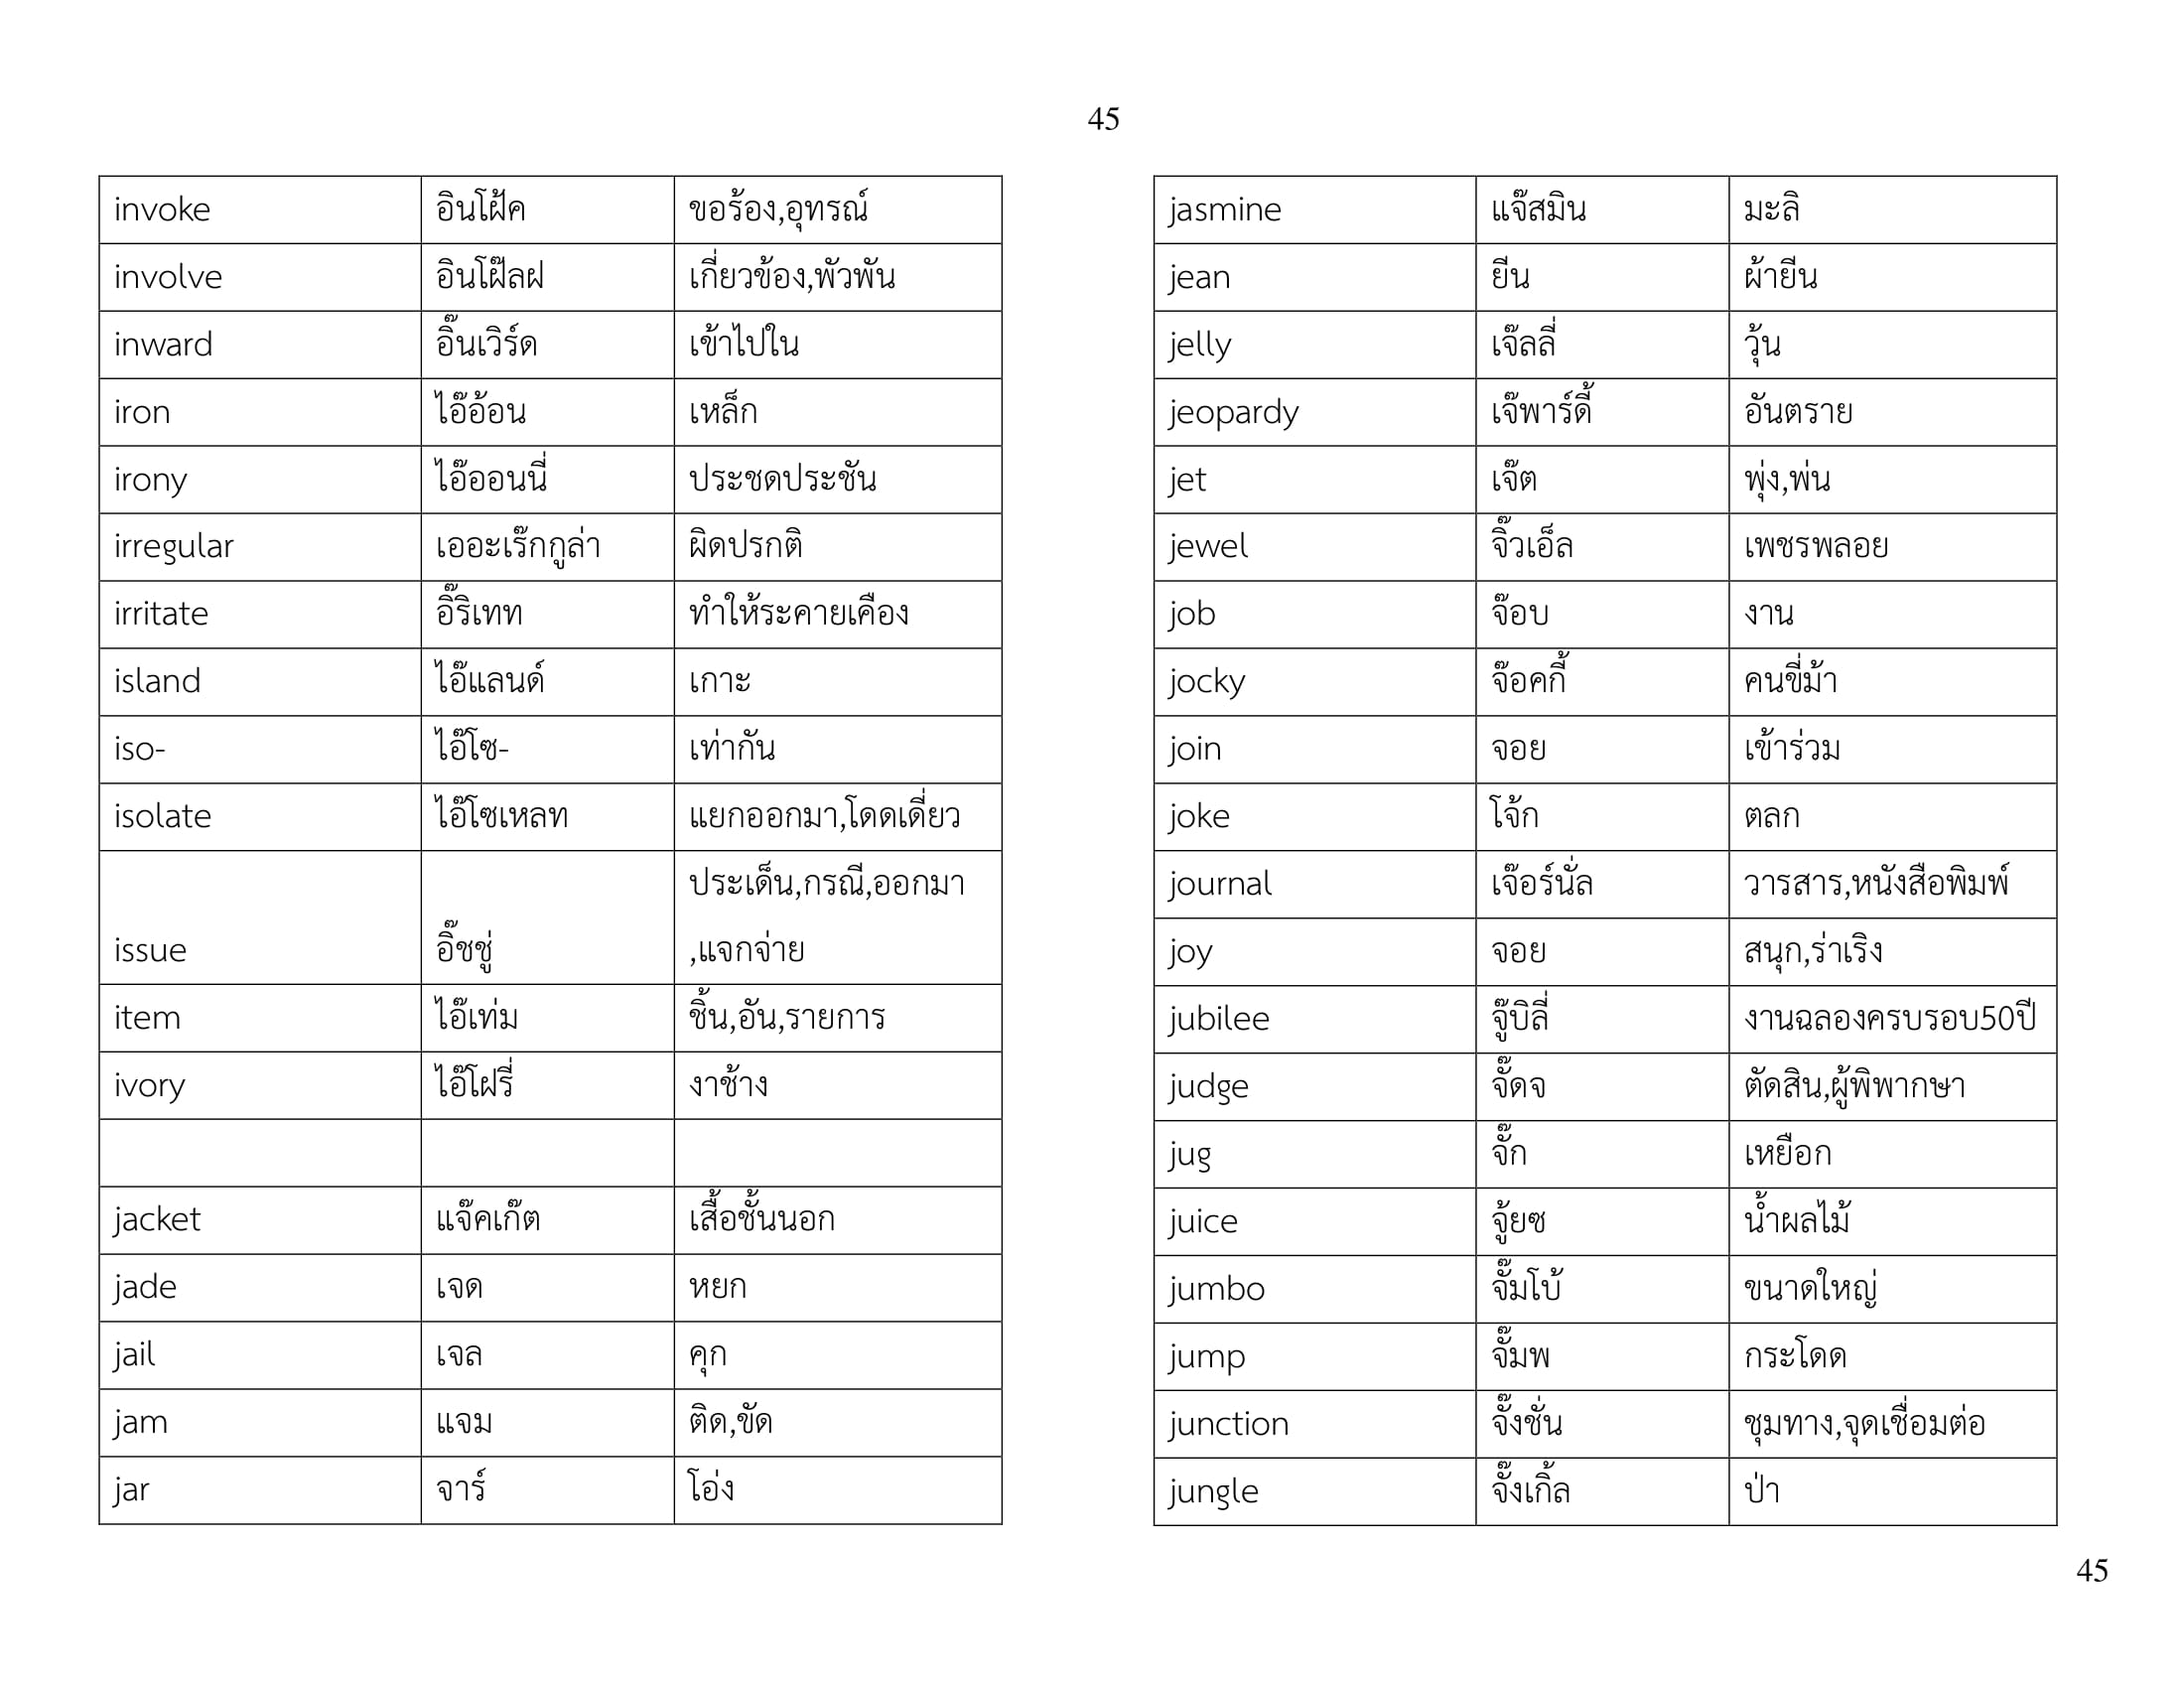 45
invoke อินโฝ้ค ขอร้อง,อุทรณ์
involve อินโฝ๊ลฝ เกี่ยวข้อง,พัวพัน
inward อิ๊นเวิร์ด เข้าไปใน
iron ไอ๊อ้อน เหล็ก
irony ไอ๊ออนนี่ ประชดประชัน
irregular เออะเร๊กกูล่า ผิดปรกติ
irritate อิ๊ริเทท ทำให้ระคายเคือง
island ไอ๊แลนด์ เกาะ
iso- ไอ๊โซ- เท่ากัน
isolate ไอ๊โซเหลท แยกออกมา,โดดเดี่ยว
ประเด็น,กรณี,ออกมา
issue อิ๊ชชู่ ,แจกจ่าย
item ไอ๊เท่ม ชิ้น,อัน,รายการ
ivory ไอ๊โฝรี่ งาช้าง
jacket แจ๊คเก๊ต เสื้อชั้นนอก
jade เจด หยก
jail เจล คุก
jam แจม ติด,ขัด
jar จาร์ โอ่ง
jasmine แจ๊สมิน มะลิ
jean ยีน ผ้ายีน
jelly เจ๊ลลี่ วุ้น
jeopardy เจ๊พาร์ดี้ อันตราย
jet เจ๊ต พุ่ง,พ่น
jewel จิ๊วเอ็ล เพชรพลอย
job จ๊อบ งาน
jocky จ๊อคกี้ คนขี่ม้า
join จอย เข้าร่วม
joke โจ้ก ตลก
journal เจ๊อร์นั่ล วารสาร,หนังสือพิมพ์
joy จอย สนุก,ร่าเริง
jubilee จู๊บิลี่ งานฉลองครบรอบ50ปี
judge จั๊ดจ ตัดสิน,ผู้พิพากษา
jug จั๊ก เหยือก
juice จู้ยซ น้ำผลไม้
jumbo จั๊มโบ้ ขนาดใหญ่
jump จั๊มพ กระโดด
junction จั๊งชั่น ชุมทาง,จุดเชื่อมต่อ
jungle จั๊งเกิ้ล ป่า
45